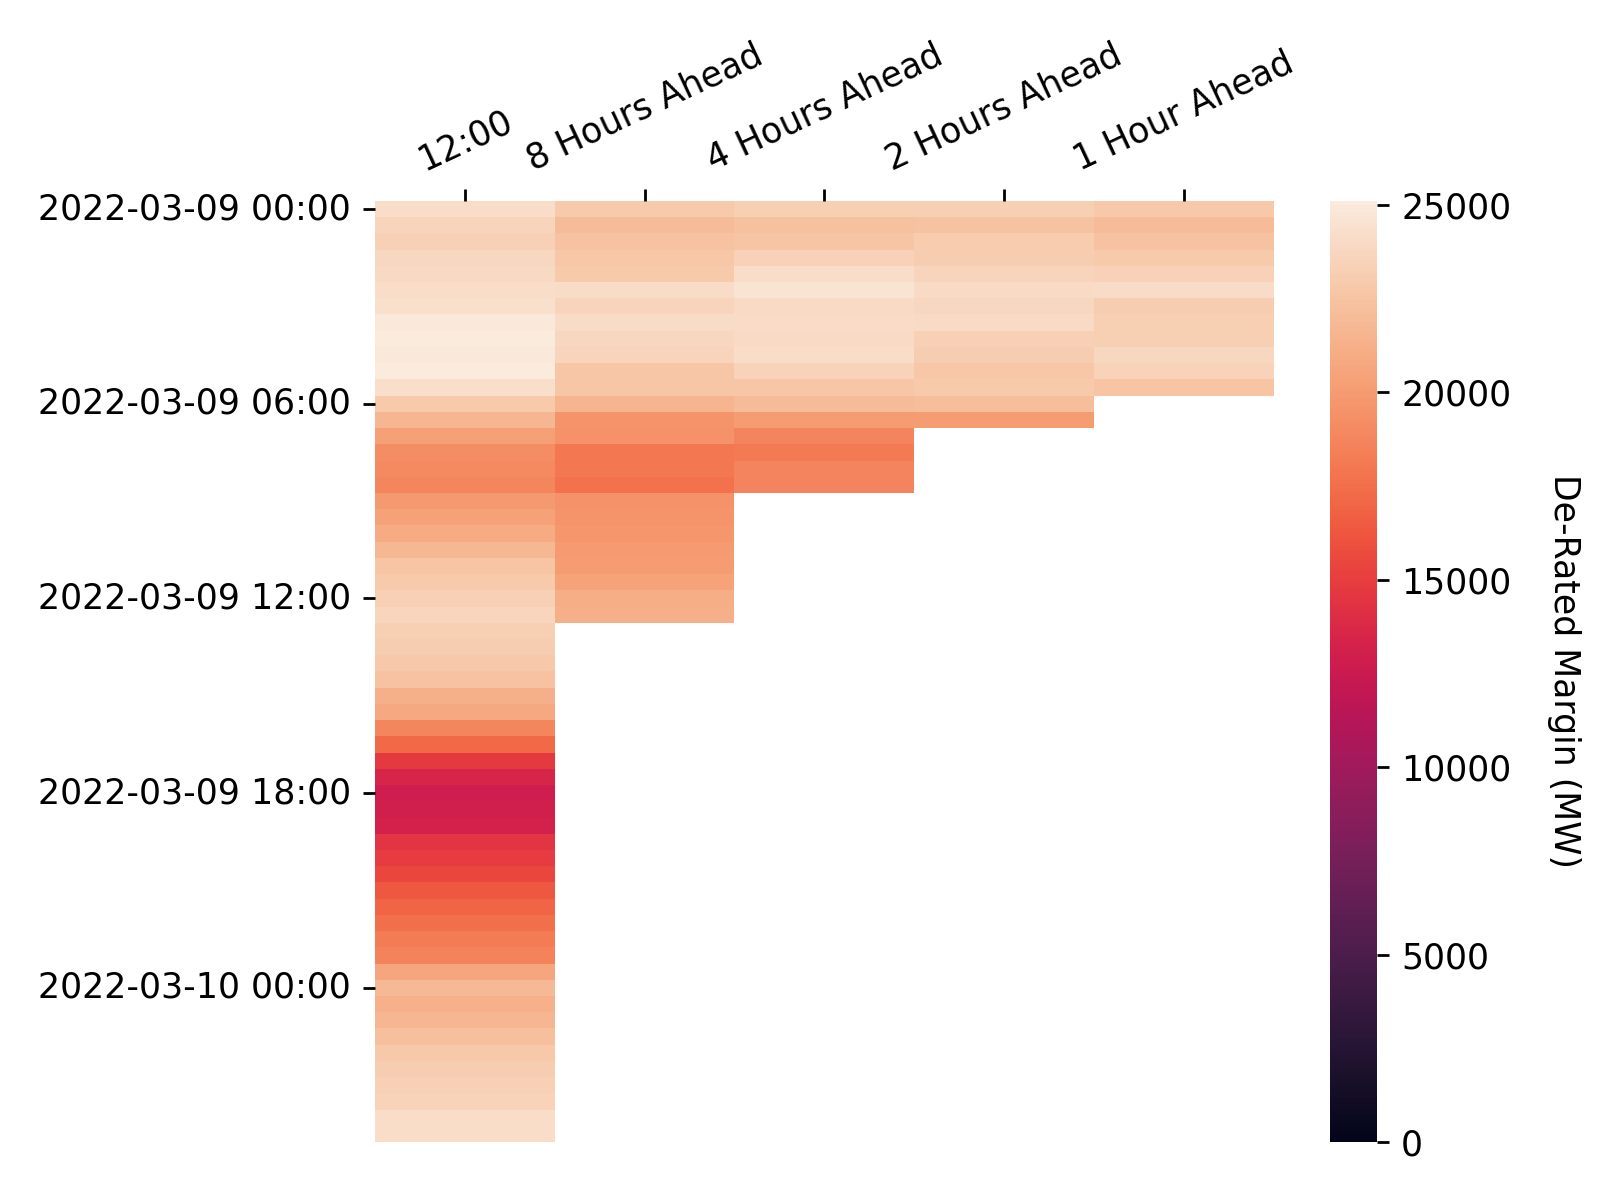 12:00
8 Hours Ahead
4 Hours Ahead
2 Hours Ahead
1 Hour Ahead
2022-03-09 00:00
2022-03-09 06:00
2022-03-09 12:00
2022-03-09 18:00
2022-03-10 00:00
25000
20000
15000
10000
5000
0
De-Rated Margin (MW)